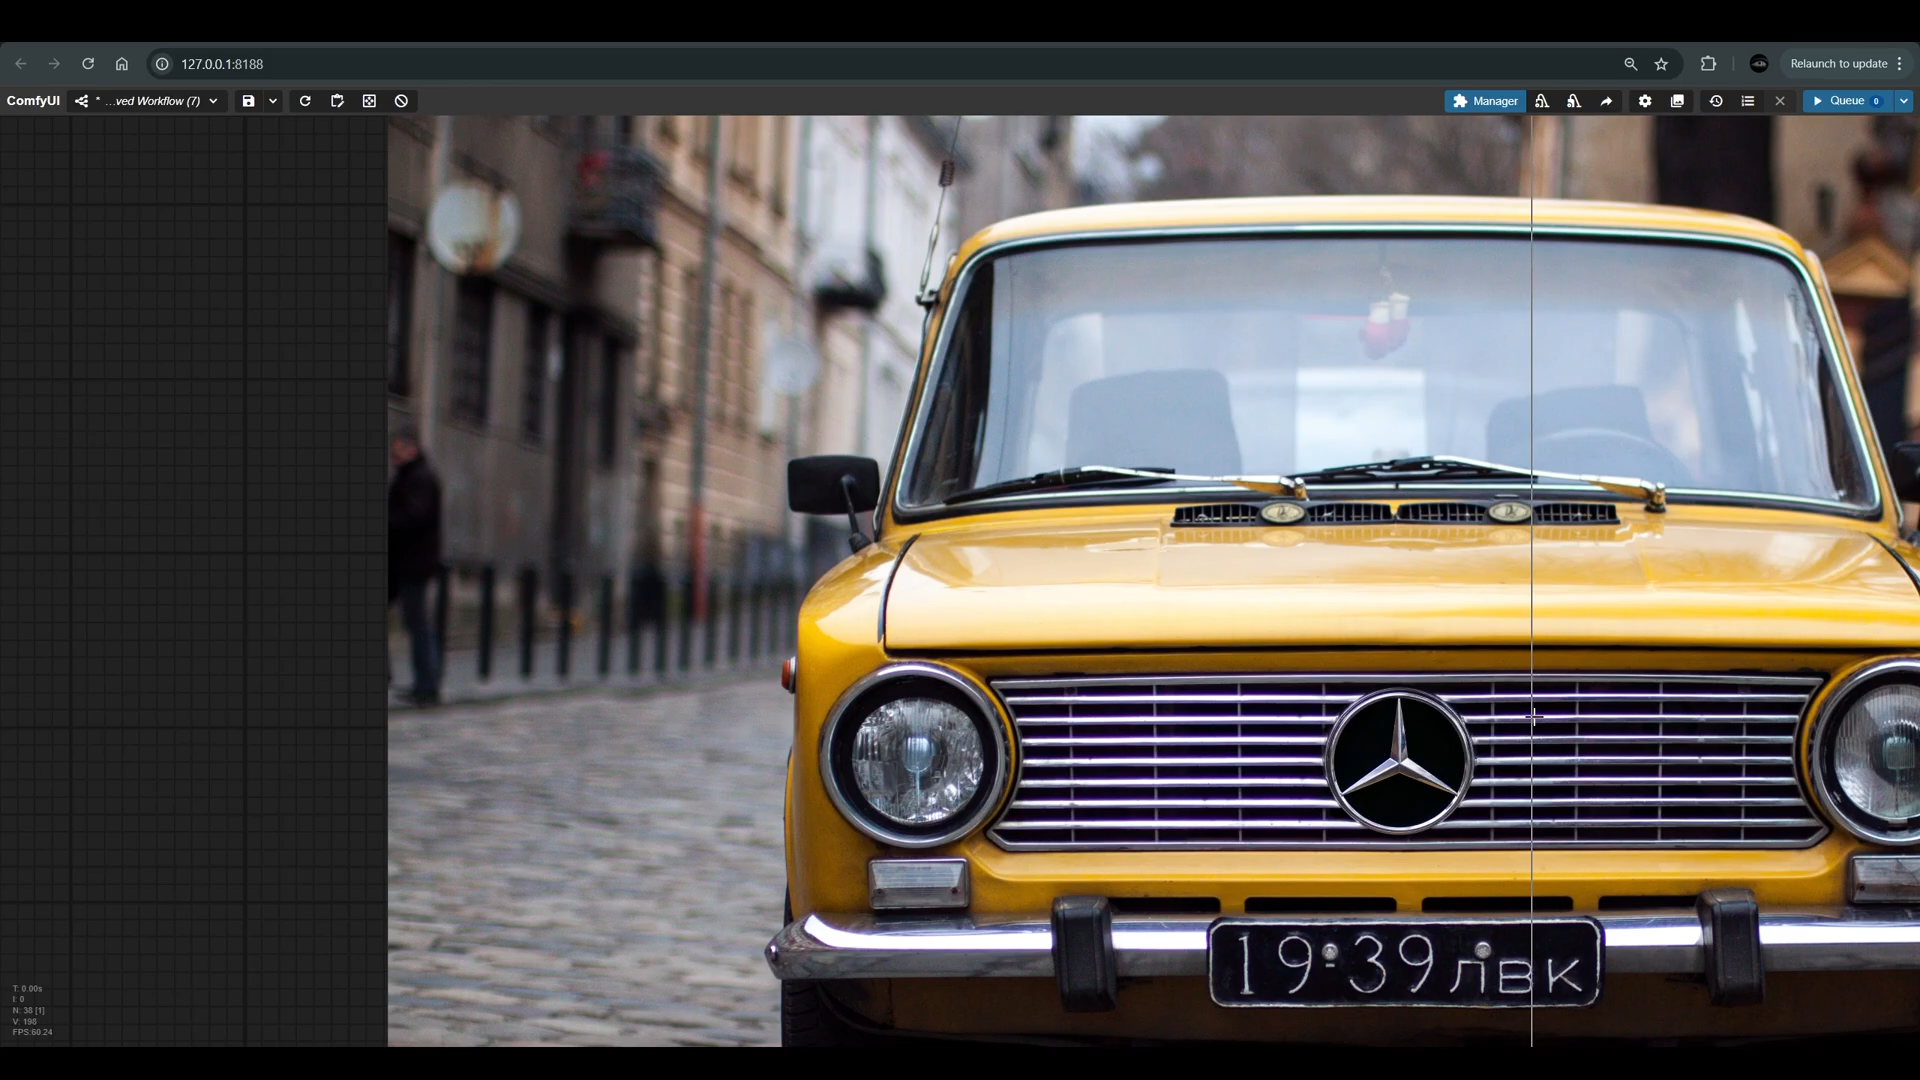 127.0.0.1:8188
Relaunch to update
ComfyUI
* ...ved Workflow (7)
Manager
Queue 0
19·39 ЛВК
T: 0.00s
I: 0
N: 38 [1]
V: 198
FPS:60.24